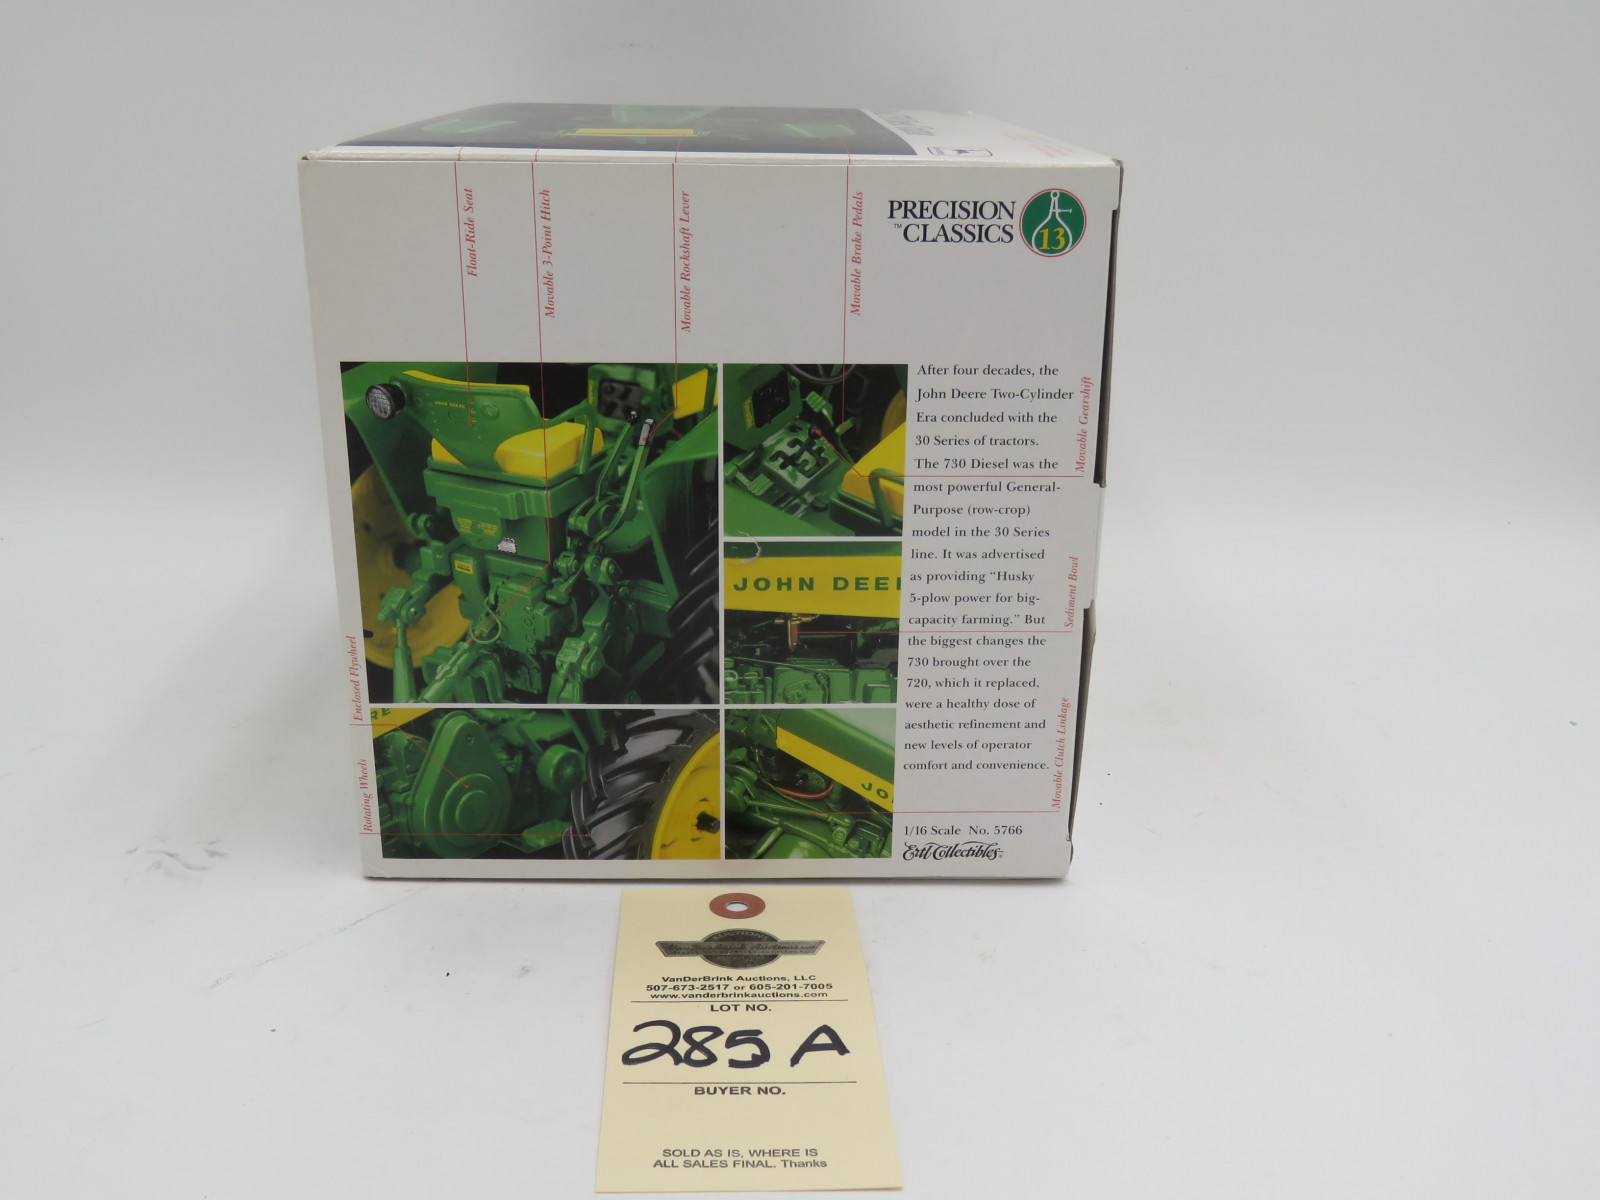 PRECISION
™CLASSICS
13
Float-Ride Seat
Movable 3-Point Hitch
Movable Rockshaft Lever
Movable Brake Pedals
Movable Gearshift
Sediment Bowl
Movable Clutch Linkage
Enclosed Flywheel
Rotating Wheels
JOHN DEERE
JOHN DEER
RE
JO
After four decades, the
John Deere Two-Cylinder
Era concluded with the
30 Series of tractors.
The 730 Diesel was the
most powerful General-
Purpose (row-crop)
model in the 30 Series
line. It was advertised
as providing “Husky
5-plow power for big-
capacity farming.” But
the biggest changes the
730 brought over the
720, which it replaced,
were a healthy dose of
aesthetic refinement and
new levels of operator
comfort and convenience.
1/16 Scale No. 5766
Ertl Collectibles
VanDerBrink Auctions
VanDerBrink Auctions, LLC
507-673-2517 or 605-201-7005
www.vanderbrinkauctions.com
LOT NO.
285 A
BUYER NO.
SOLD AS IS, WHERE IS
ALL SALES FINAL. Thanks